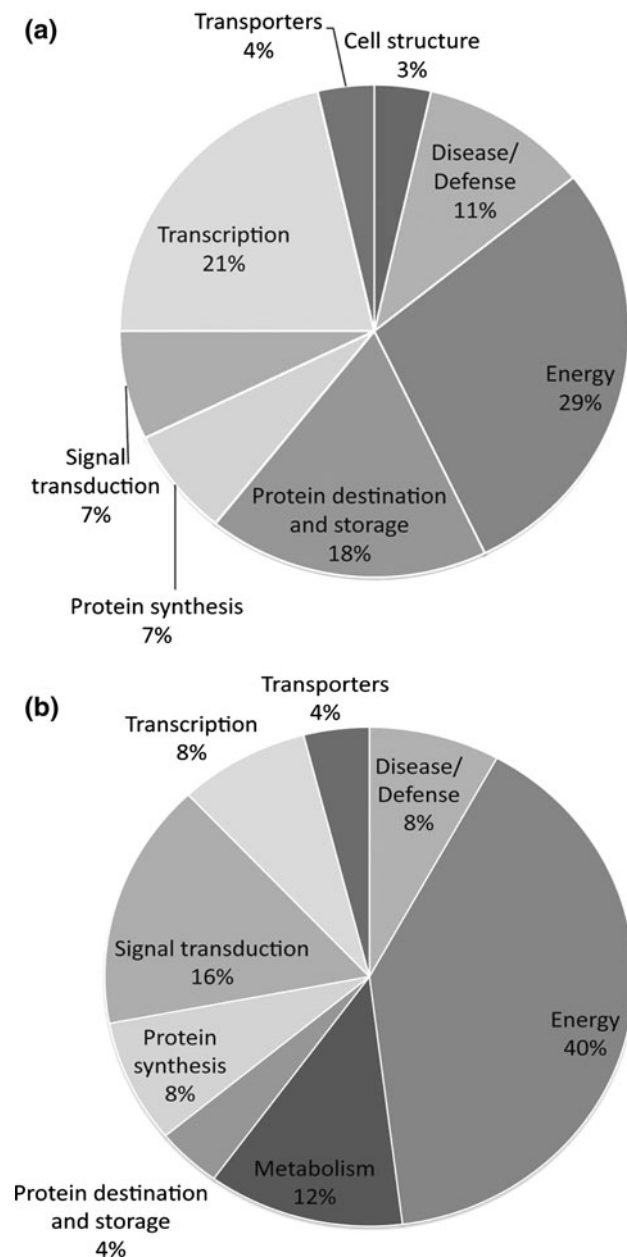 (a)
Transporters
4%
Cell structure
3%
Disease/
Defense
11%
Energy
29%
Protein destination
and storage
18%
Protein synthesis
7%
Signal
transduction
7%
Transcription
21%
(b)
Transporters
4%
Disease/
Defense
8%
Energy
40%
Metabolism
12%
Protein destination
and storage
4%
Protein
synthesis
8%
Signal transduction
16%
Transcription
8%